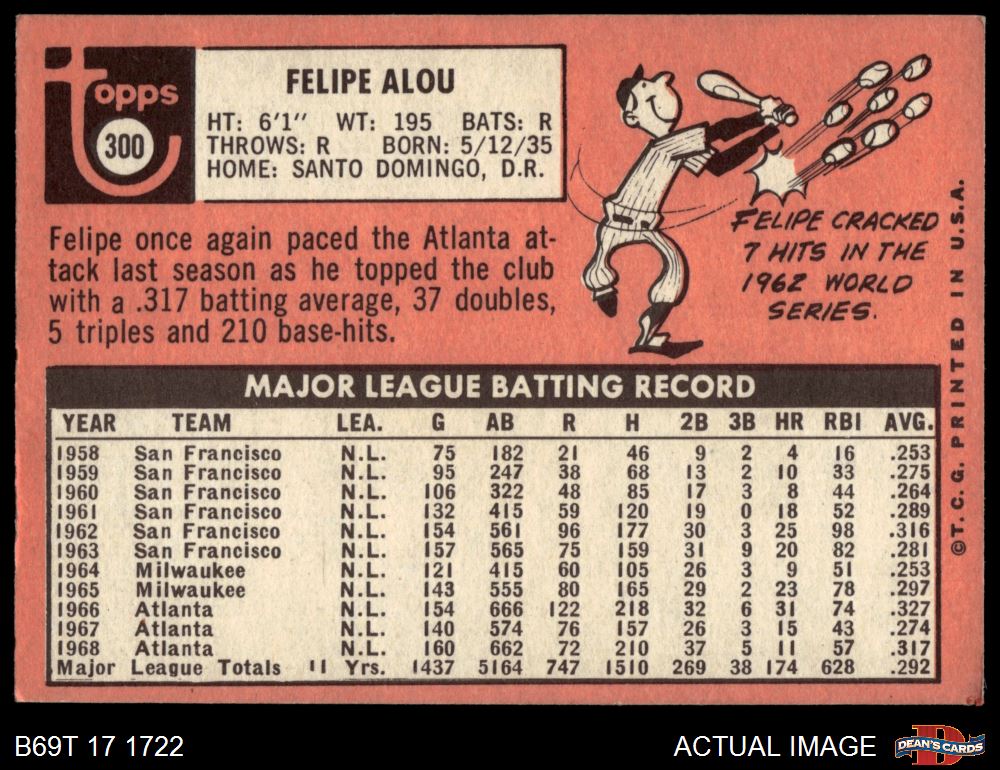 topps
300
FELIPE ALOU
HT: 6'1" WT: 195 BATS: R
THROWS: R BORN: 5/12/35
HOME: SANTO DOMINGO, D.R.
Felipe once again paced the Atlanta at-
tack last season as he topped the club
with a .317 batting average, 37 doubles,
5 triples and 210 base-hits.
FELIPE CRACKED
7 HITS IN THE
1962 WORLD
SERIES.
©T.C.G. PRINTED IN U.S.A.
MAJOR LEAGUE BATTING RECORD
YEAR TEAM LEA. G AB R H 2B 3B HR RBI AVG.
1958 San Francisco N.L. 75 182 21 46 9 2 4 16 .253
1959 San Francisco N.L. 95 247 38 68 13 2 10 33 .275
1960 San Francisco N.L. 106 322 48 85 17 3 8 44 .264
1961 San Francisco N.L. 132 415 59 120 19 0 18 52 .289
1962 San Francisco N.L. 154 561 96 177 30 3 25 98 .316
1963 San Francisco N.L. 157 565 75 159 31 9 20 82 .281
1964 Milwaukee N.L. 121 415 60 105 26 3 9 51 .253
1965 Milwaukee N.L. 143 555 80 165 29 2 23 78 .297
1966 Atlanta N.L. 154 666 122 218 32 6 31 74 .327
1967 Atlanta N.L. 140 574 76 157 26 3 15 43 .274
1968 Atlanta N.L. 160 662 72 210 37 5 11 57 .317
Major League Totals 11 Yrs. 1437 5164 747 1510 269 38 174 628 .292
B69T 17 1722
ACTUAL IMAGE
DEAN'S CARDS